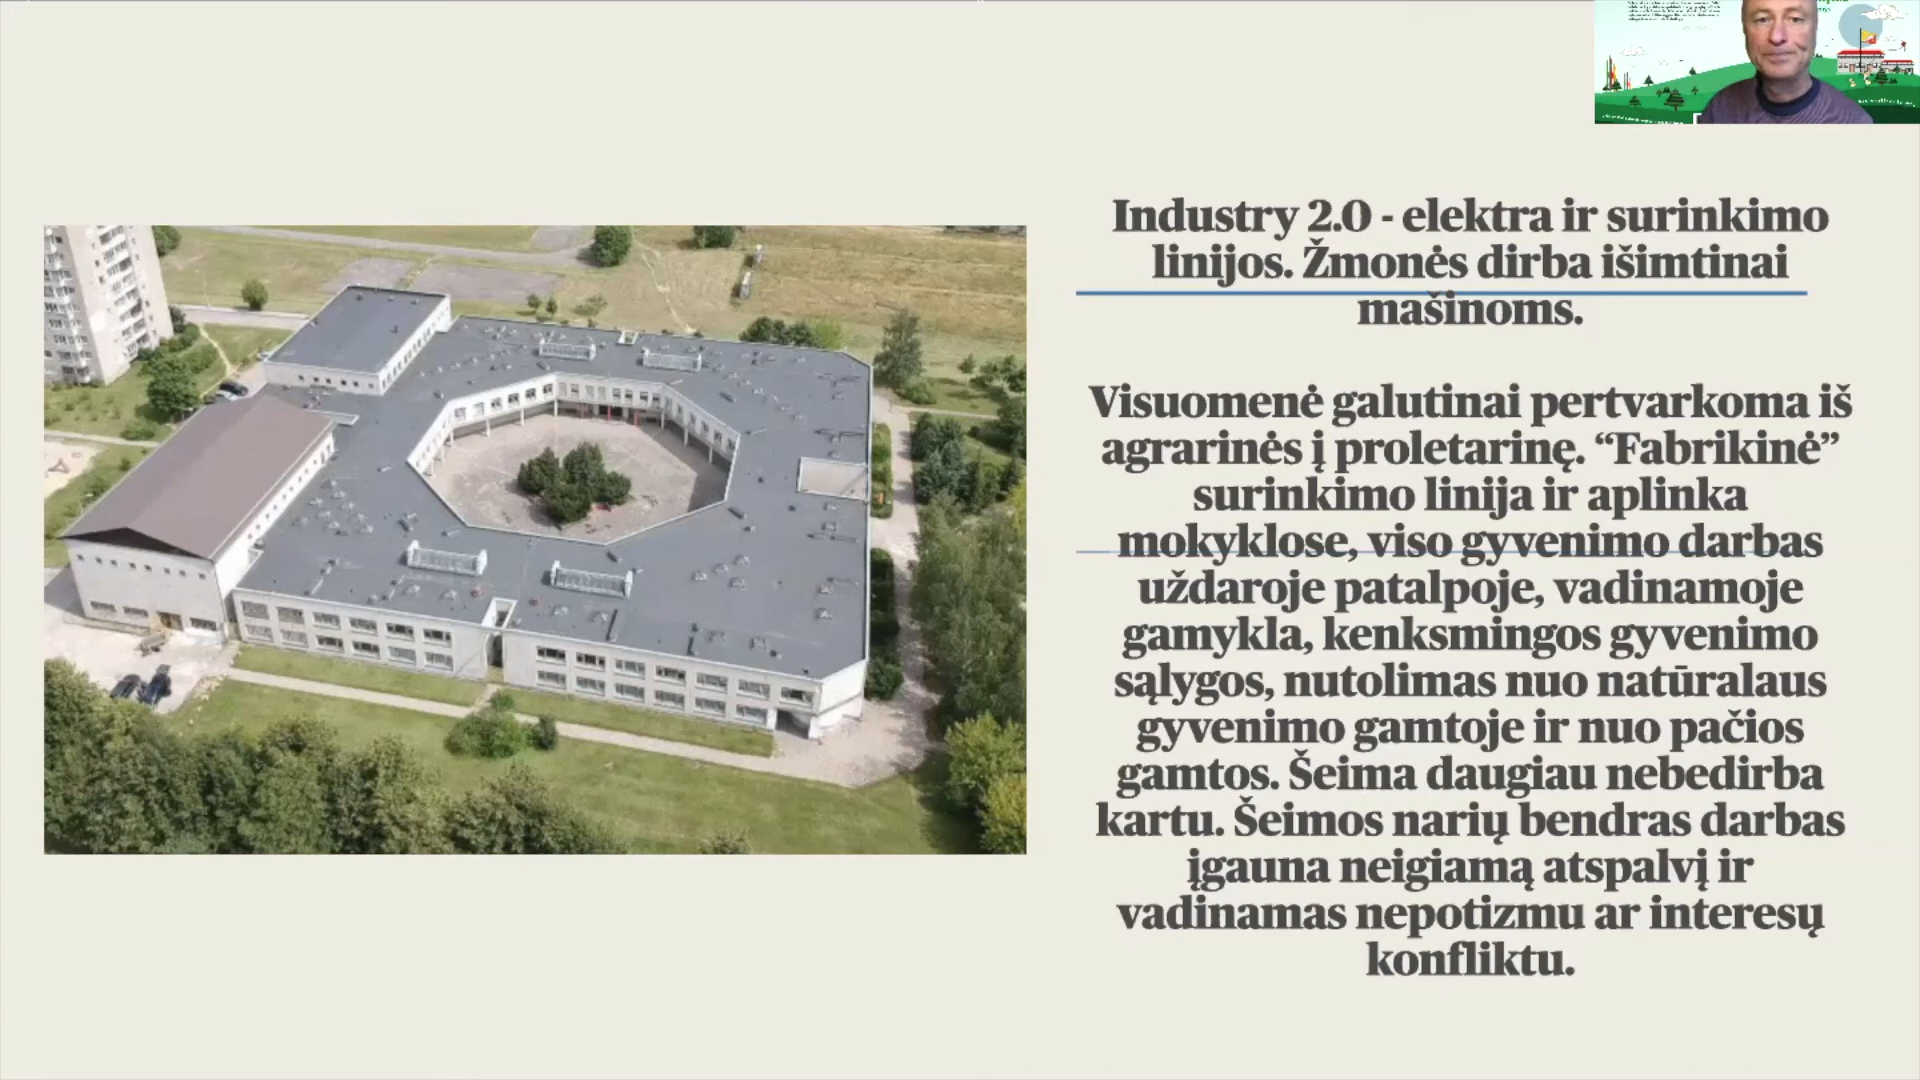 Industry 2.0 - elektra ir surinkimo
linijos. Žmonės dirba išimtinai
mašinoms.
Visuomenė galutinai pertvarkoma iš
agrarinės į proletarinę. “Fabrikinė”
surinkimo linija ir aplinka
mokyklose, viso gyvenimo darbas
uždaroje patalpoje, vadinamoje
gamykla, kenksmingos gyvenimo
sąlygos, nutolimas nuo natūralaus
gyvenimo gamtoje ir nuo pačios
gamtos. Šeima daugiau nebedirba
kartu. Šeimos narių bendras darbas
įgauna neigiamą atspalvį ir
vadinamas nepotizmu ar interesų
konfliktu.